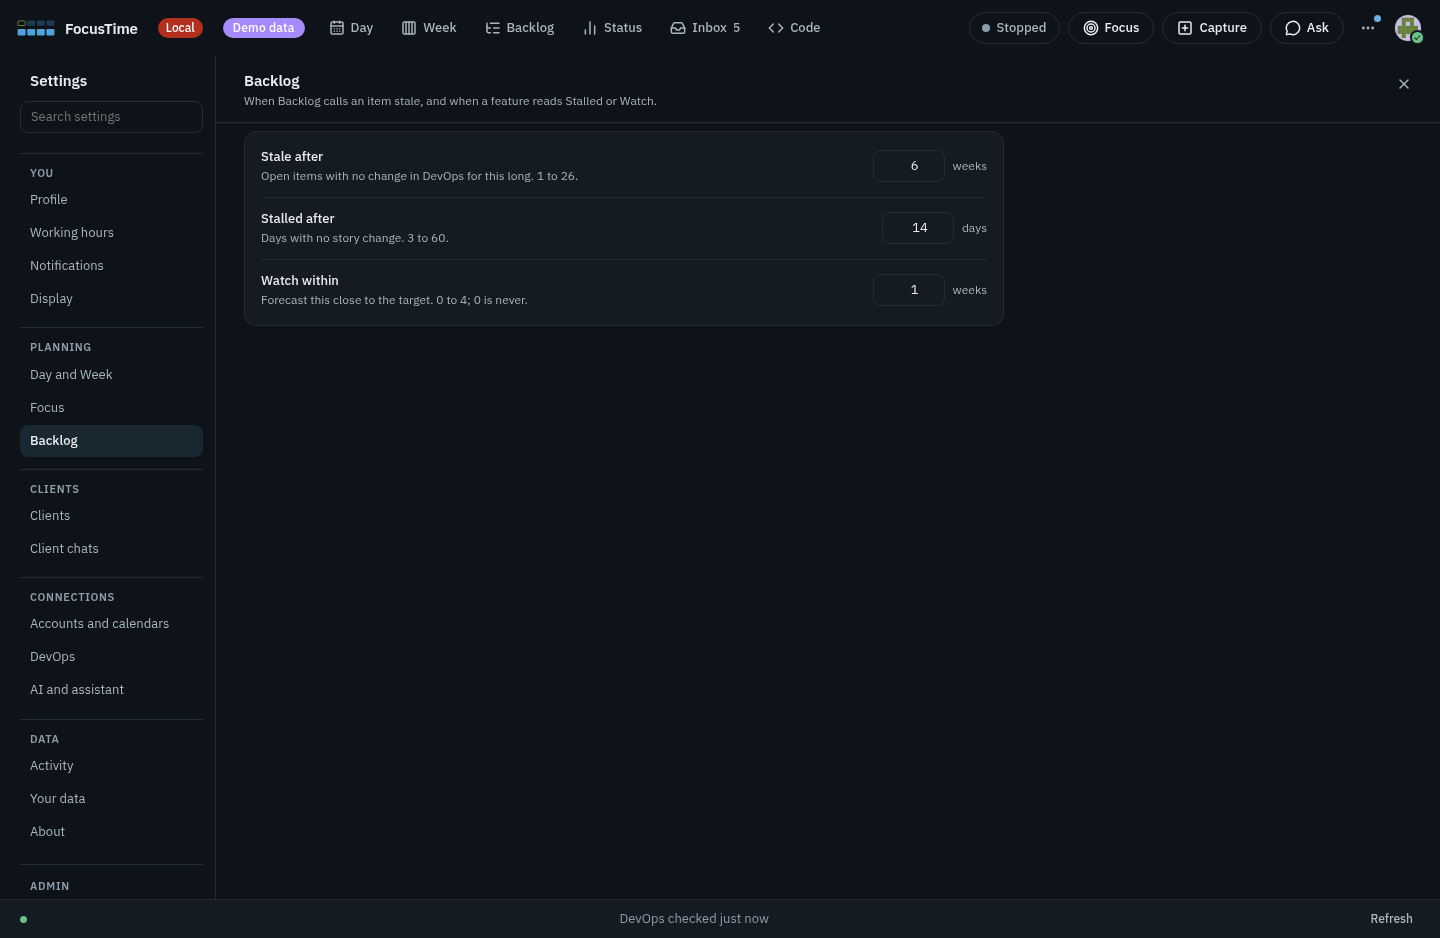 FocusTime Local Demo data Day Week Backlog Status Inbox 5 Code Stopped Focus Capture Ask
Settings
Search settings
YOU
Profile
Working hours
Notifications
Display
PLANNING
Day and Week
Focus
Backlog
CLIENTS
Clients
Client chats
CONNECTIONS
Accounts and calendars
DevOps
AI and assistant
DATA
Activity
Your data
About
ADMIN
Backlog
When Backlog calls an item stale, and when a feature reads Stalled or Watch.
Stale after
Open items with no change in DevOps for this long. 1 to 26.
6 weeks
Stalled after
Days with no story change. 3 to 60.
14 days
Watch within
Forecast this close to the target. 0 to 4; 0 is never.
1 weeks
DevOps checked just now
Refresh